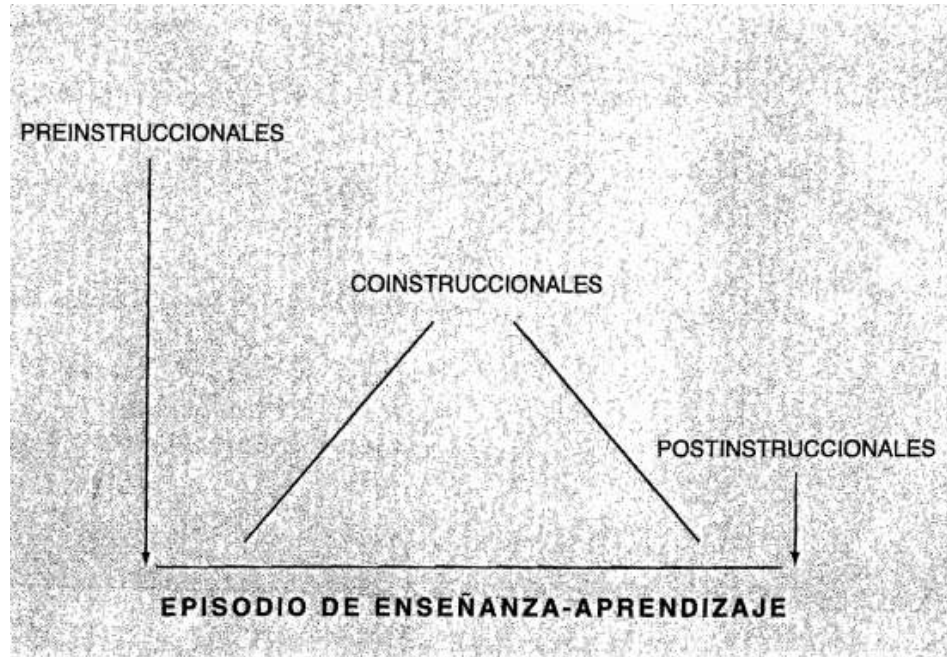 PREINSTRUCCIONALES
COINSTRUCCIONALES
POSTINSTRUCCIONALES
EPISODIO DE ENSEÑANZA-APRENDIZAJE